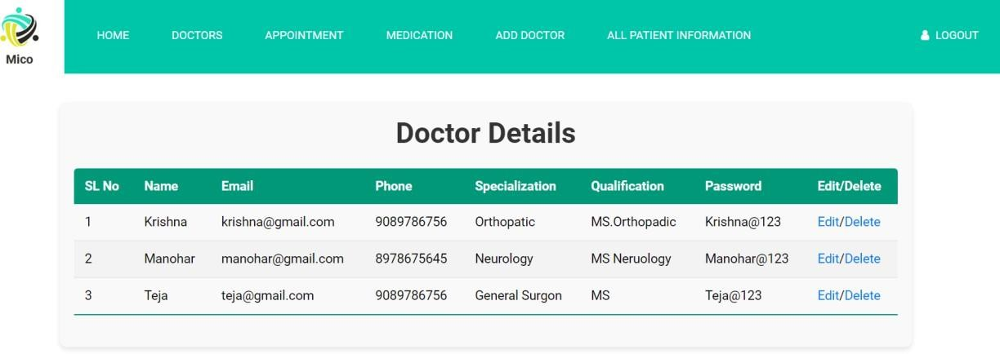 HOME DOCTORS APPOINTMENT MEDICATION ADD DOCTOR ALL PATIENT INFORMATION LOGOUT
Mico
Doctor Details
SL No Name Email Phone Specialization Qualification Password Edit/Delete
1 Krishna krishna@gmail.com 9089786756 Orthopatic MS.Orthopadic Krishna@123 Edit/Delete
2 Manohar manohar@gmail.com 8978675645 Neurology MS Neruology Manohar@123 Edit/Delete
3 Teja teja@gmail.com 9089786756 General Surgon MS Teja@123 Edit/Delete